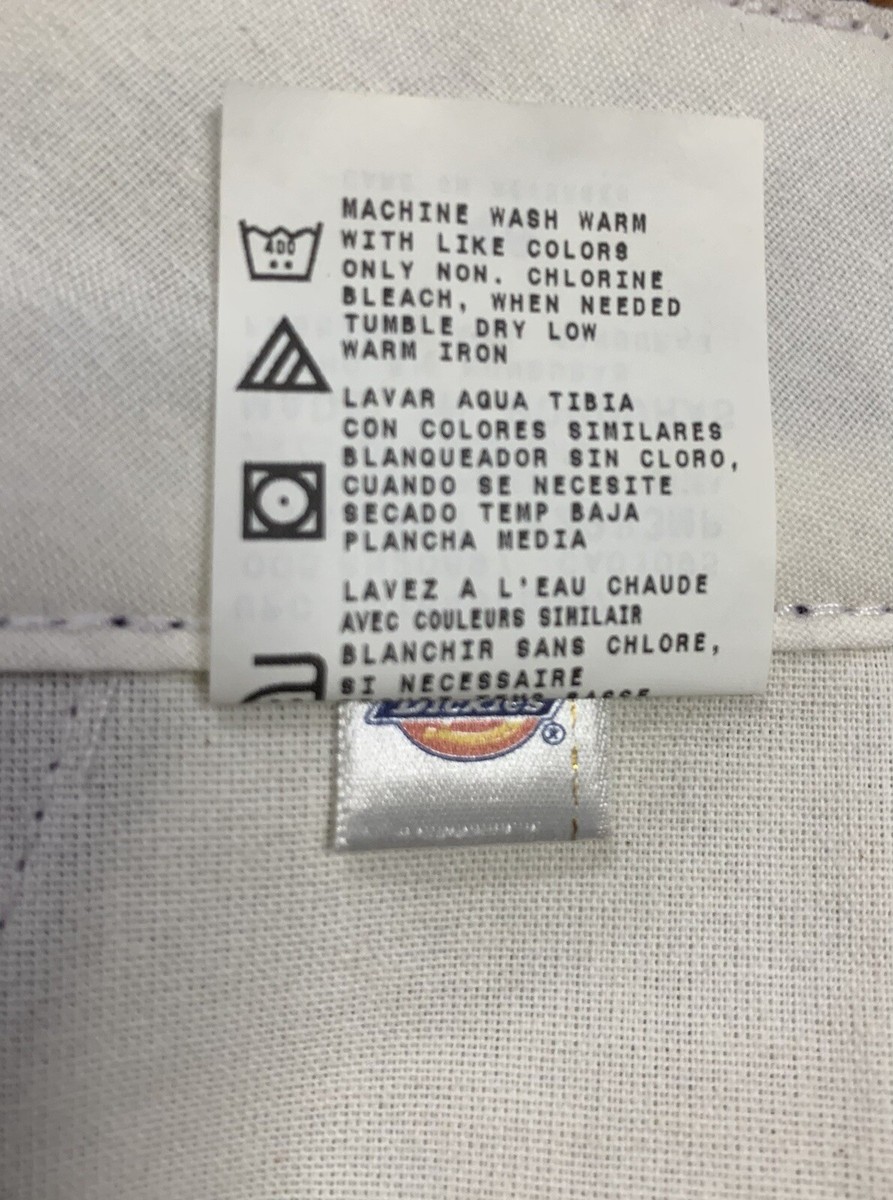 MACHINE WASH WARM
WITH LIKE COLORS
ONLY NON. CHLORINE
BLEACH, WHEN NEEDED
TUMBLE DRY LOW
WARM IRON
LAVAR AQUA TIBIA
CON COLORES SIMILARES
BLANQUEADOR SIN CLORO,
CUANDO SE NECESITE
SECADO TEMP BAJA
PLANCHA MEDIA
LAVEZ A L'EAU CHAUDE
AVEC COULEURS SIMILAIR
BLANCHIR SANS CHLORE,
SI NECESSAIRE
®